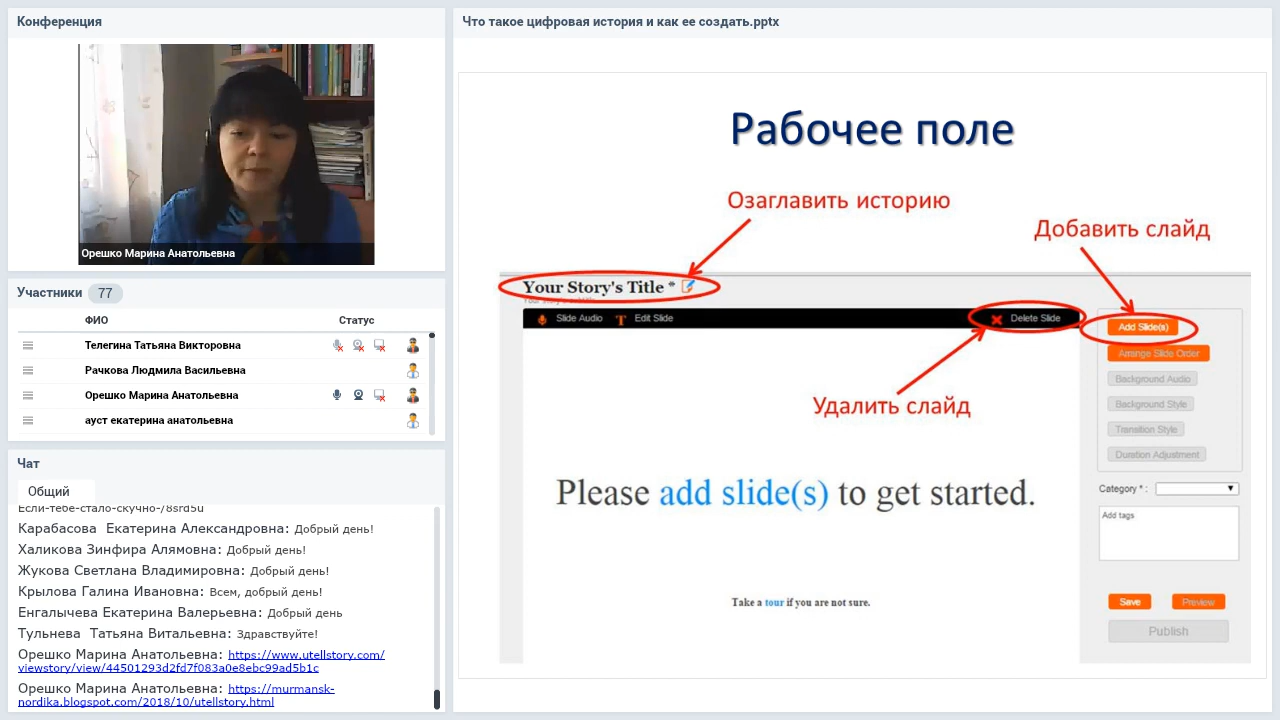 Конференция
Орешко Марина Анатольевна
Участники 77
ФИО Статус
Телегина Татьяна Викторовна
Рачкова Людмила Васильевна
Орешко Марина Анатольевна
ауст екатерина анатольевна
Чат
Общий
Если-тебе-стало-скучно-/8srd5u
Карабасова Екатерина Александровна: Добрый день!
Халикова Зинфира Алямовна: Добрый день!
Жукова Светлана Владимировна: Добрый день!
Крылова Галина Ивановна: Всем, добрый день!
Енгалычева Екатерина Валерьевна: Добрый день
Тульнева Татьяна Витальевна: Здравствуйте!
Орешко Марина Анатольевна: https://www.utellstory.com/
viewstory/view/44501293d2fd7f083a0e8ebc99ad5b1c
Орешко Марина Анатольевна: https://murmansk-
nordika.blogspot.com/2018/10/utellstory.html
Что такое цифровая история и как ее создать.pptx
Рабочее поле
Озаглавить историю
Добавить слайд
Your Story's Title *
Slide Audio
Edit Slide
Delete Slide
Add Slide(s)
Arrange Slide Order
Background Audio
Background Style
Transition Style
Duration Adjustment
Удалить слайд
Please add slide(s) to get started.
Category * :
Add tags
Take a tour if you are not sure.
Save Preview
Publish